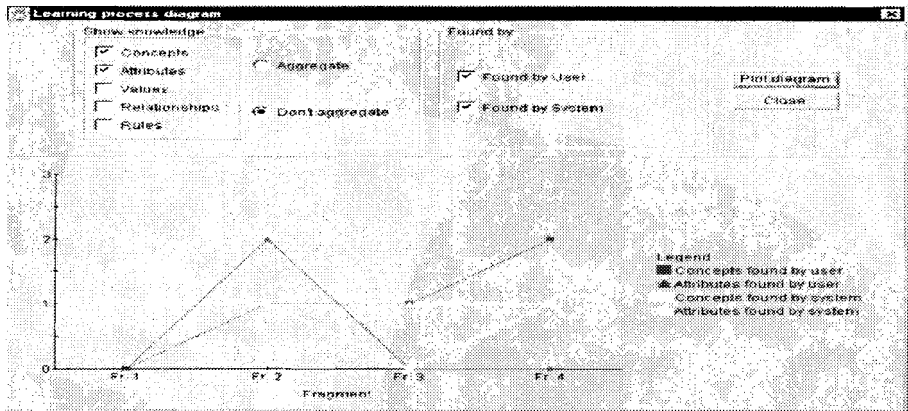 Learning process diagram
Show knowledge
Concepts
Attributes
Values
Relationships
Rules
Aggregate
Don't aggregate
Found by
Found by User
Found by System
Plot diagram
Close
3
2
1
0
Fr. 1
Fr. 2
Fr. 3
Fr. 4
Fragment
Legend
Concepts found by user
Attributes found by user
Concepts found by system
Attributes found by system